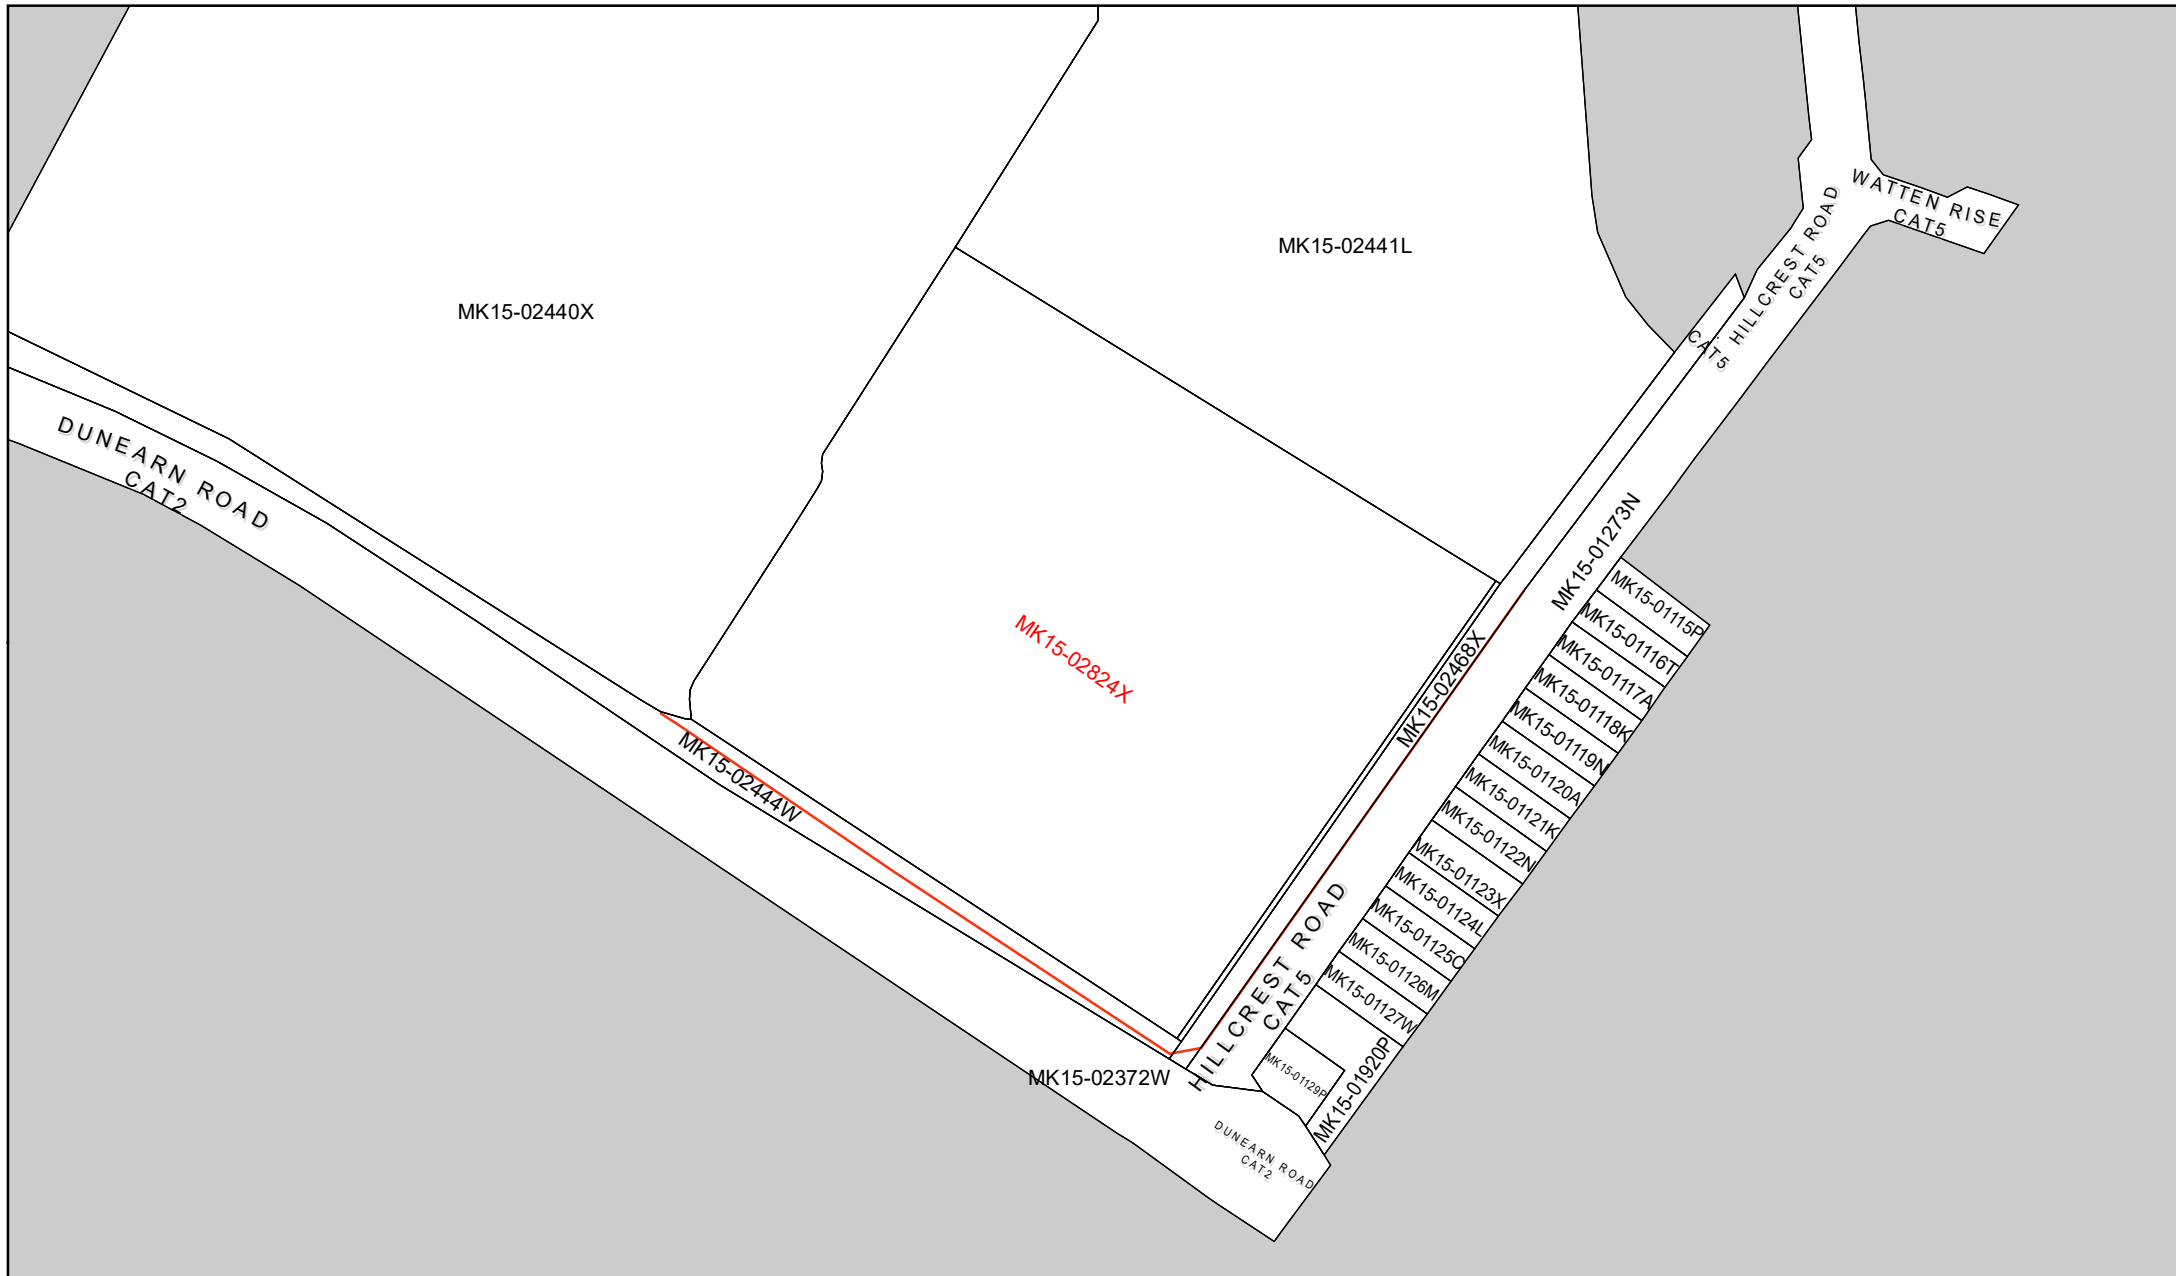 WATTEN RISE
CAT5
HILLCREST ROAD
CAT5
MK15-02441L
MK15-02440X
CAT5
DUNEARN ROAD
CAT2
MK15-01273N
MK15-01115P
MK15-01116T
MK15-02824X
MK15-02468X
MK15-01117A
MK15-01118K
MK15-01119N
MK15-02444W
MK15-01120A
MK15-01121K
MK15-01122N
MK15-01123X
MK15-01124L
MK15-01125C
HILLCREST ROAD
CAT5
MK15-01126M
MK15-01127W
MK15-02372W
MK15-01129P
MK15-01920P
DUNEARN ROAD
CAT2